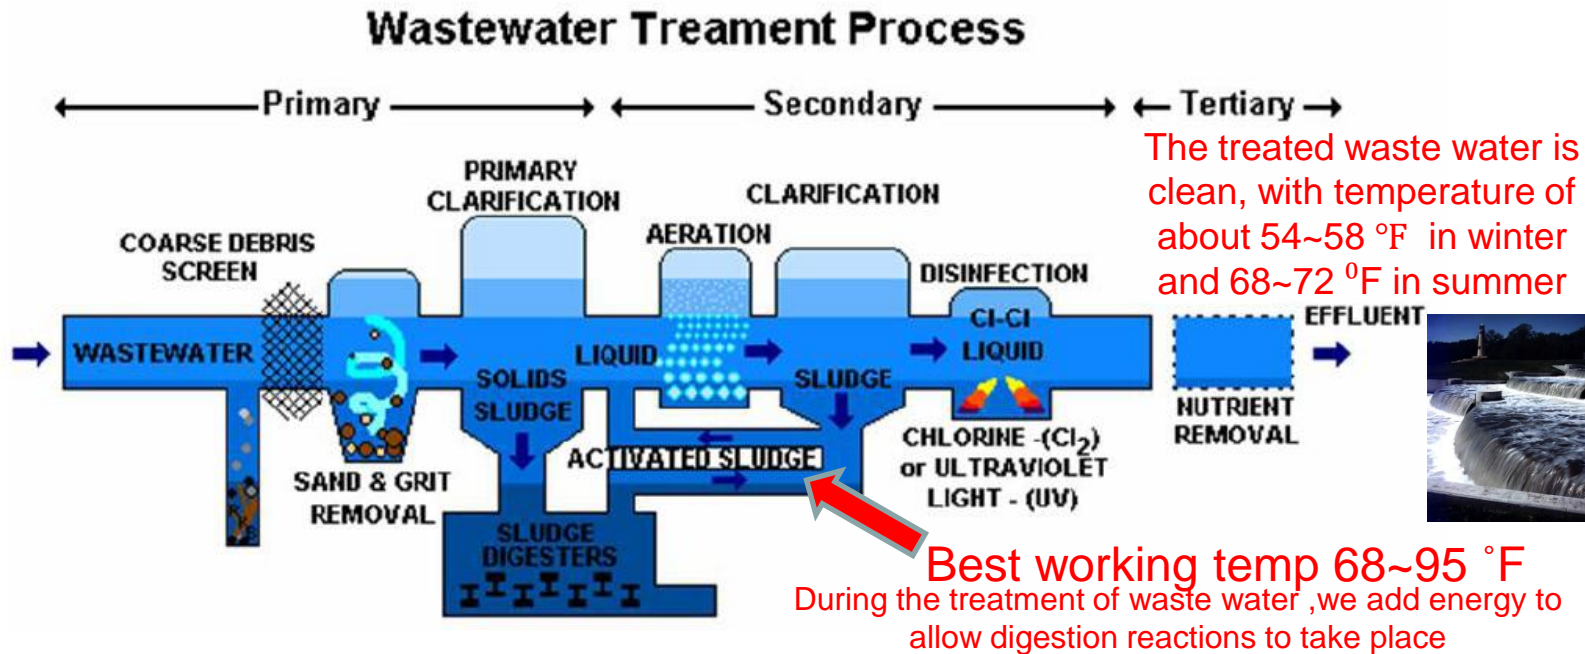 Wastewater Treament Process
Primary
Secondary
Tertiary
The treated waste water is
clean, with temperature of
about 54~58 °F in winter
and 68~72 ⁰F in summer
PRIMARY
CLARIFICATION
CLARIFICATION
AERATION
COARSE DEBRIS
SCREEN
DISINFECTION
EFFLUENT
WASTEWATER
LIQUID
CI-CI
LIQUID
SOLIDS
SLUDGE
SLUDGE
NUTRIENT
REMOVAL
SAND & GRIT
REMOVAL
ACTIVATED SLUDGE
CHLORINE -(CI₂)
or ULTRAVIOLET
LIGHT - (UV)
SLUDGE
DIGESTERS
Best working temp 68~95 ˚F
During the treatment of waste water ,we add energy to
allow digestion reactions to take place